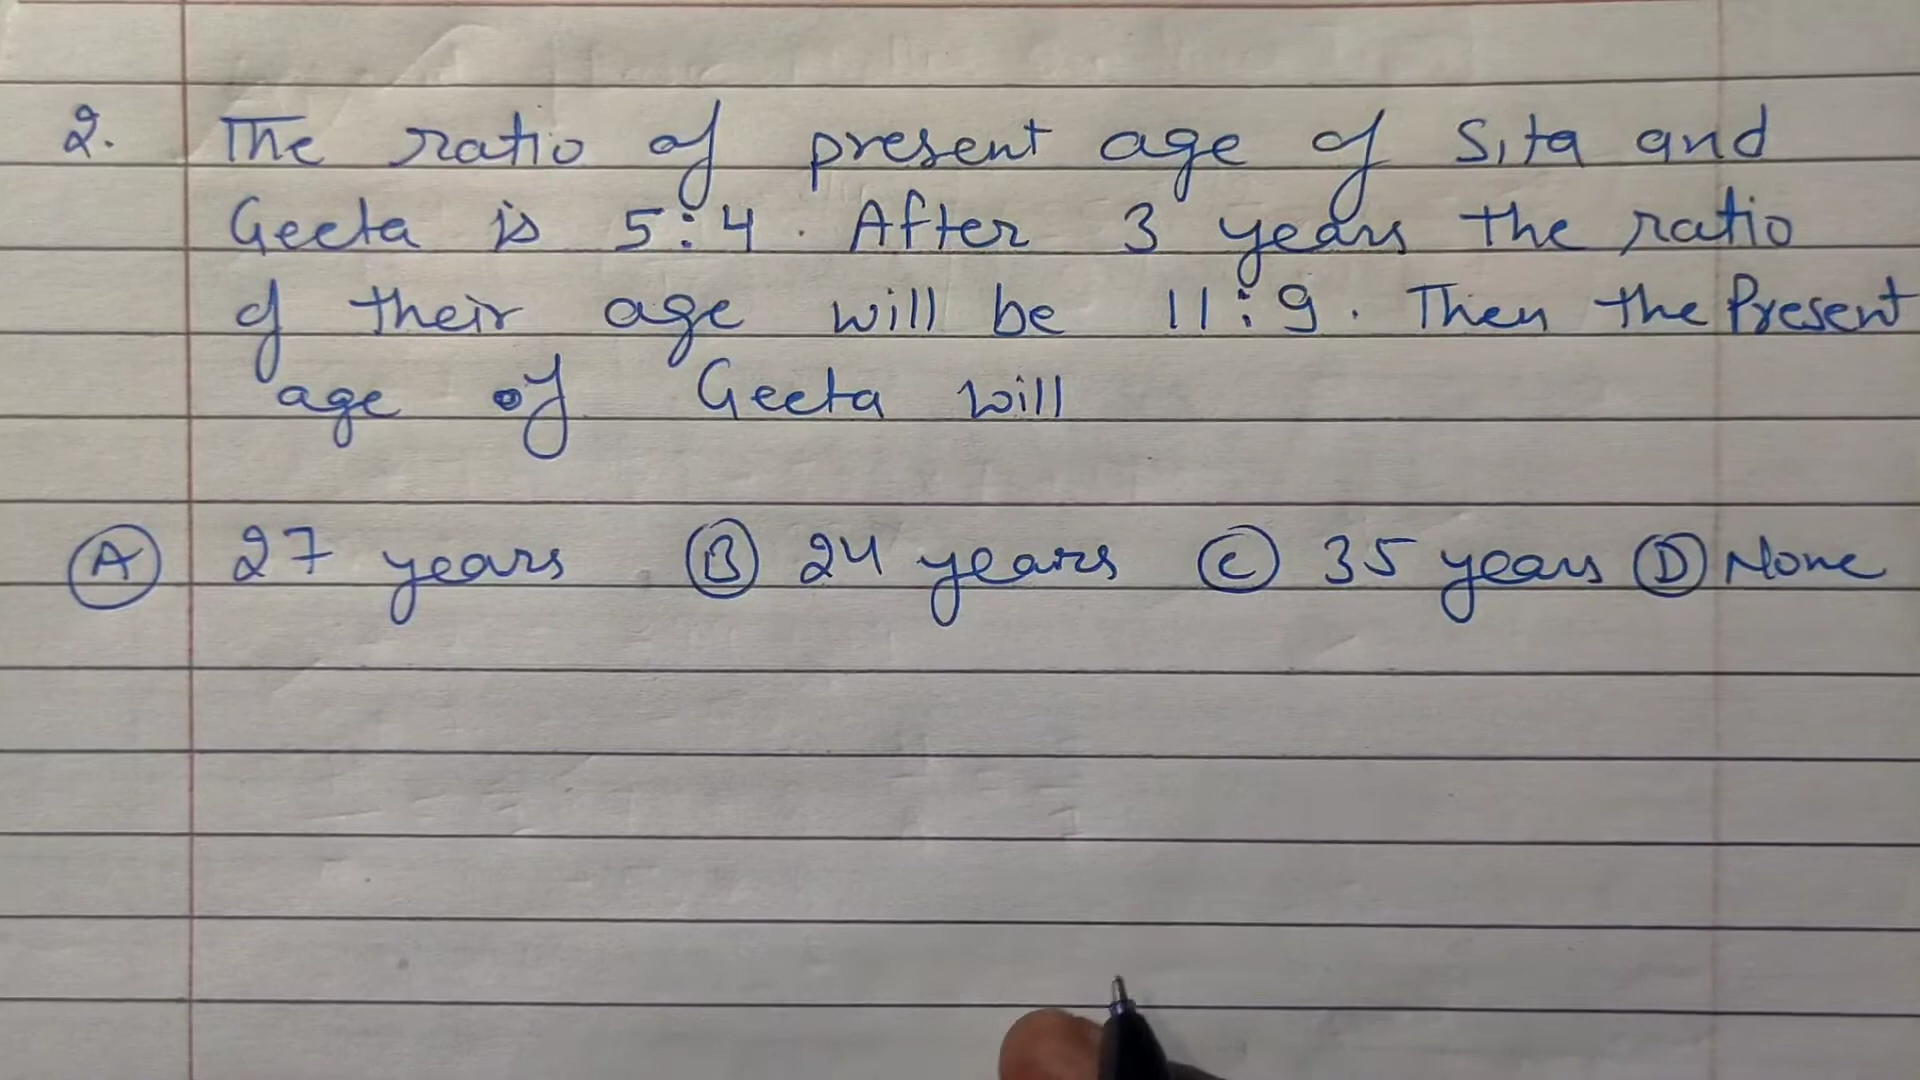 2. The ratio of present age of Sita and
Geeta is 5:4. After 3 years the ratio
of their age will be 11:9. Then the Present
age of Geeta will
(A) 27 years (B) 24 years (C) 35 years (D) None